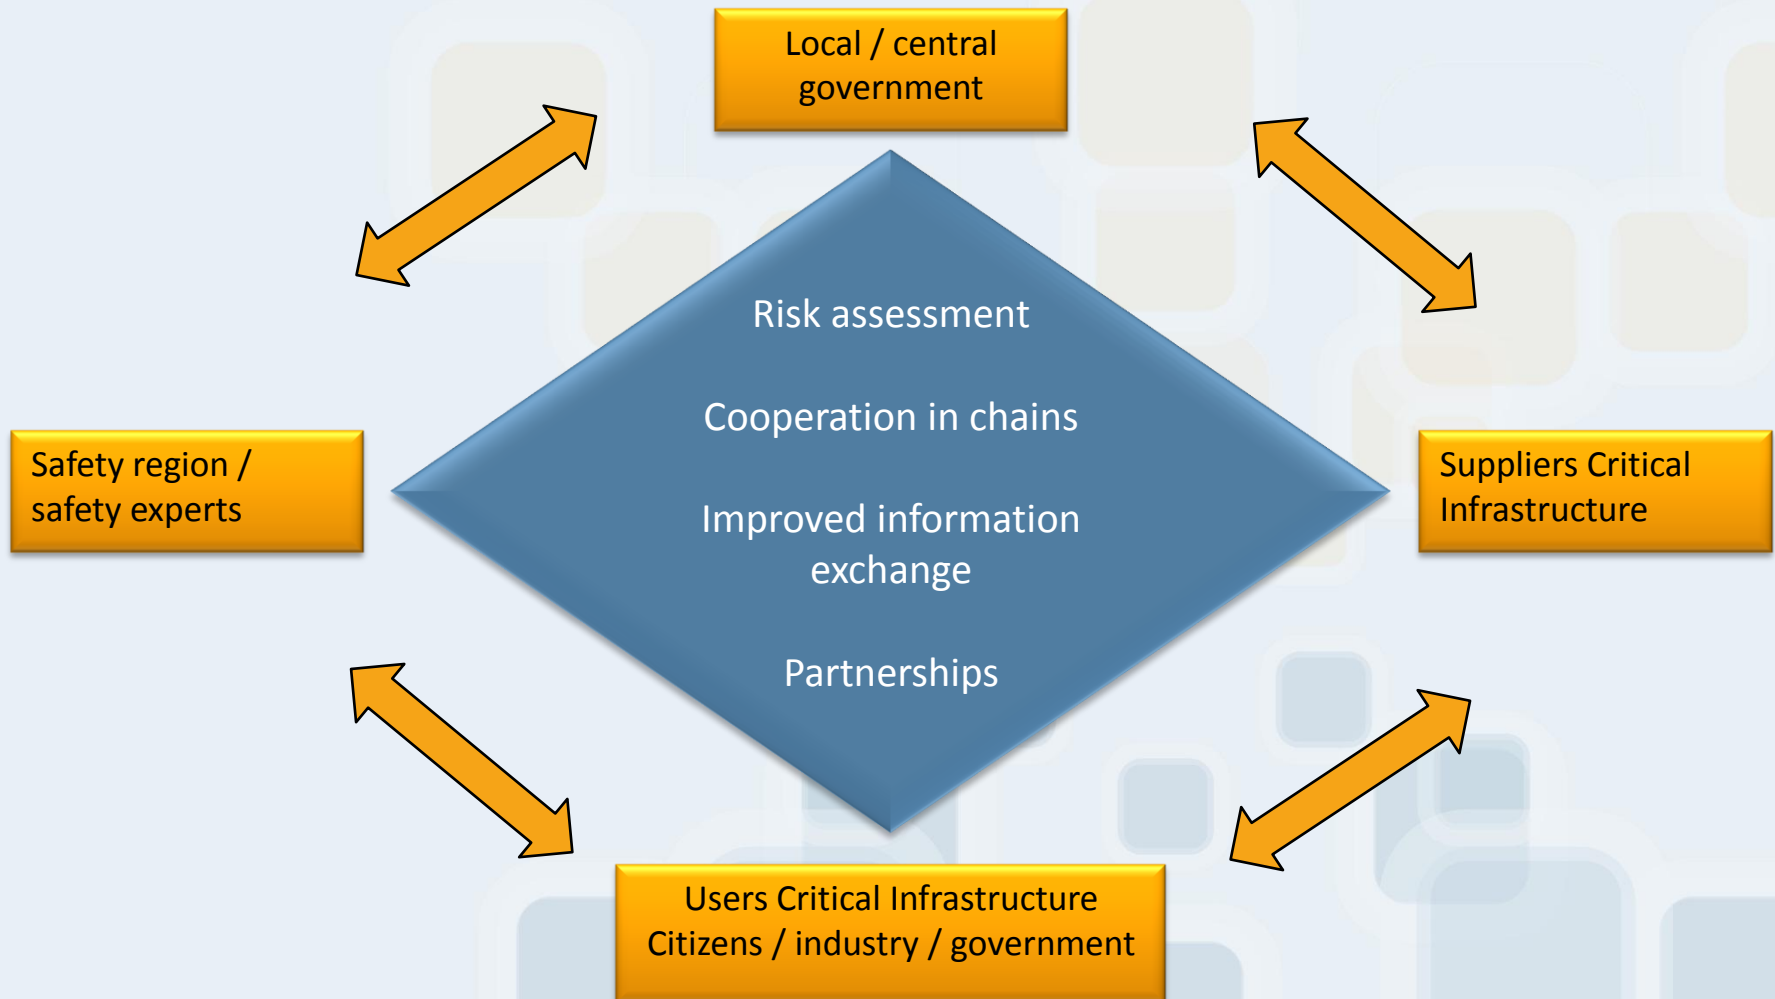 Local / central
government
Risk assessment
Cooperation in chains
Safety region /
safety experts
Suppliers Critical
Infrastructure
Improved information
exchange
Partnerships
Users Critical Infrastructure
Citizens / industry / government